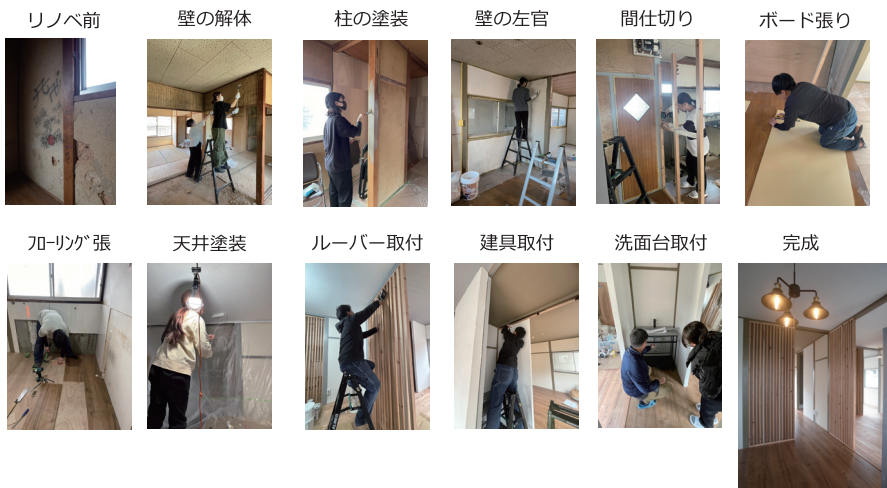 リノベ前
壁の解体
柱の塗装
壁の左官
間仕切り
ボード張り
ﾌﾛｰﾘﾝｸﾞ張
天井塗装
ルーバー取付
建具取付
洗面台取付
完成